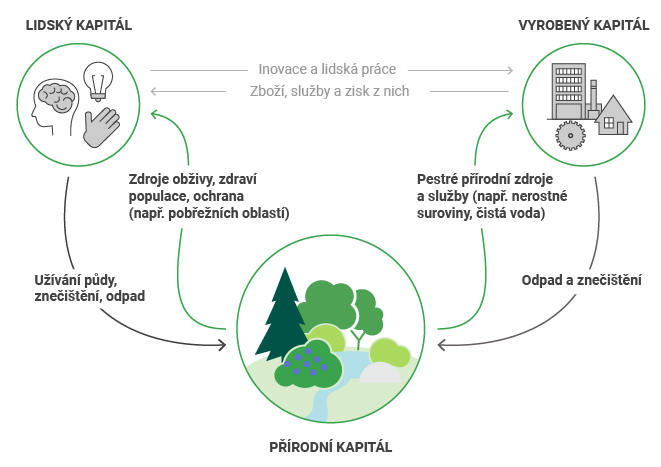 LIDSKÝ KAPITÁL
VYROBENÝ KAPITÁL
Inovace a lidská práce
Zboží, služby a zisk z nich
Zdroje obživy, zdraví
populace, ochrana
(např. pobřežních oblastí)
Pestré přírodní zdroje
a služby (např. nerostné
suroviny, čistá voda)
Užívání půdy,
znečištění, odpad
Odpad a znečištění
PŘÍRODNÍ KAPITÁL